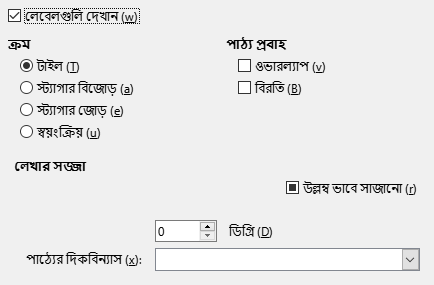 লেবেলগুলি দেখান (w)
ক্রম
পাঠ্য প্রবাহ
টাইল (T)
ওভারল্যাপ (v)
স্ট্যাগার বিজোড় (a)
বিরতি (B)
স্ট্যাগার জোড় (e)
স্বয়ংক্রিয় (u)
লেখার সজ্জা
উল্লম্ব ভাবে সাজানো (r)
0 ডিগ্রি (D)
পাঠ্যের দিকবিন্যাস (x):